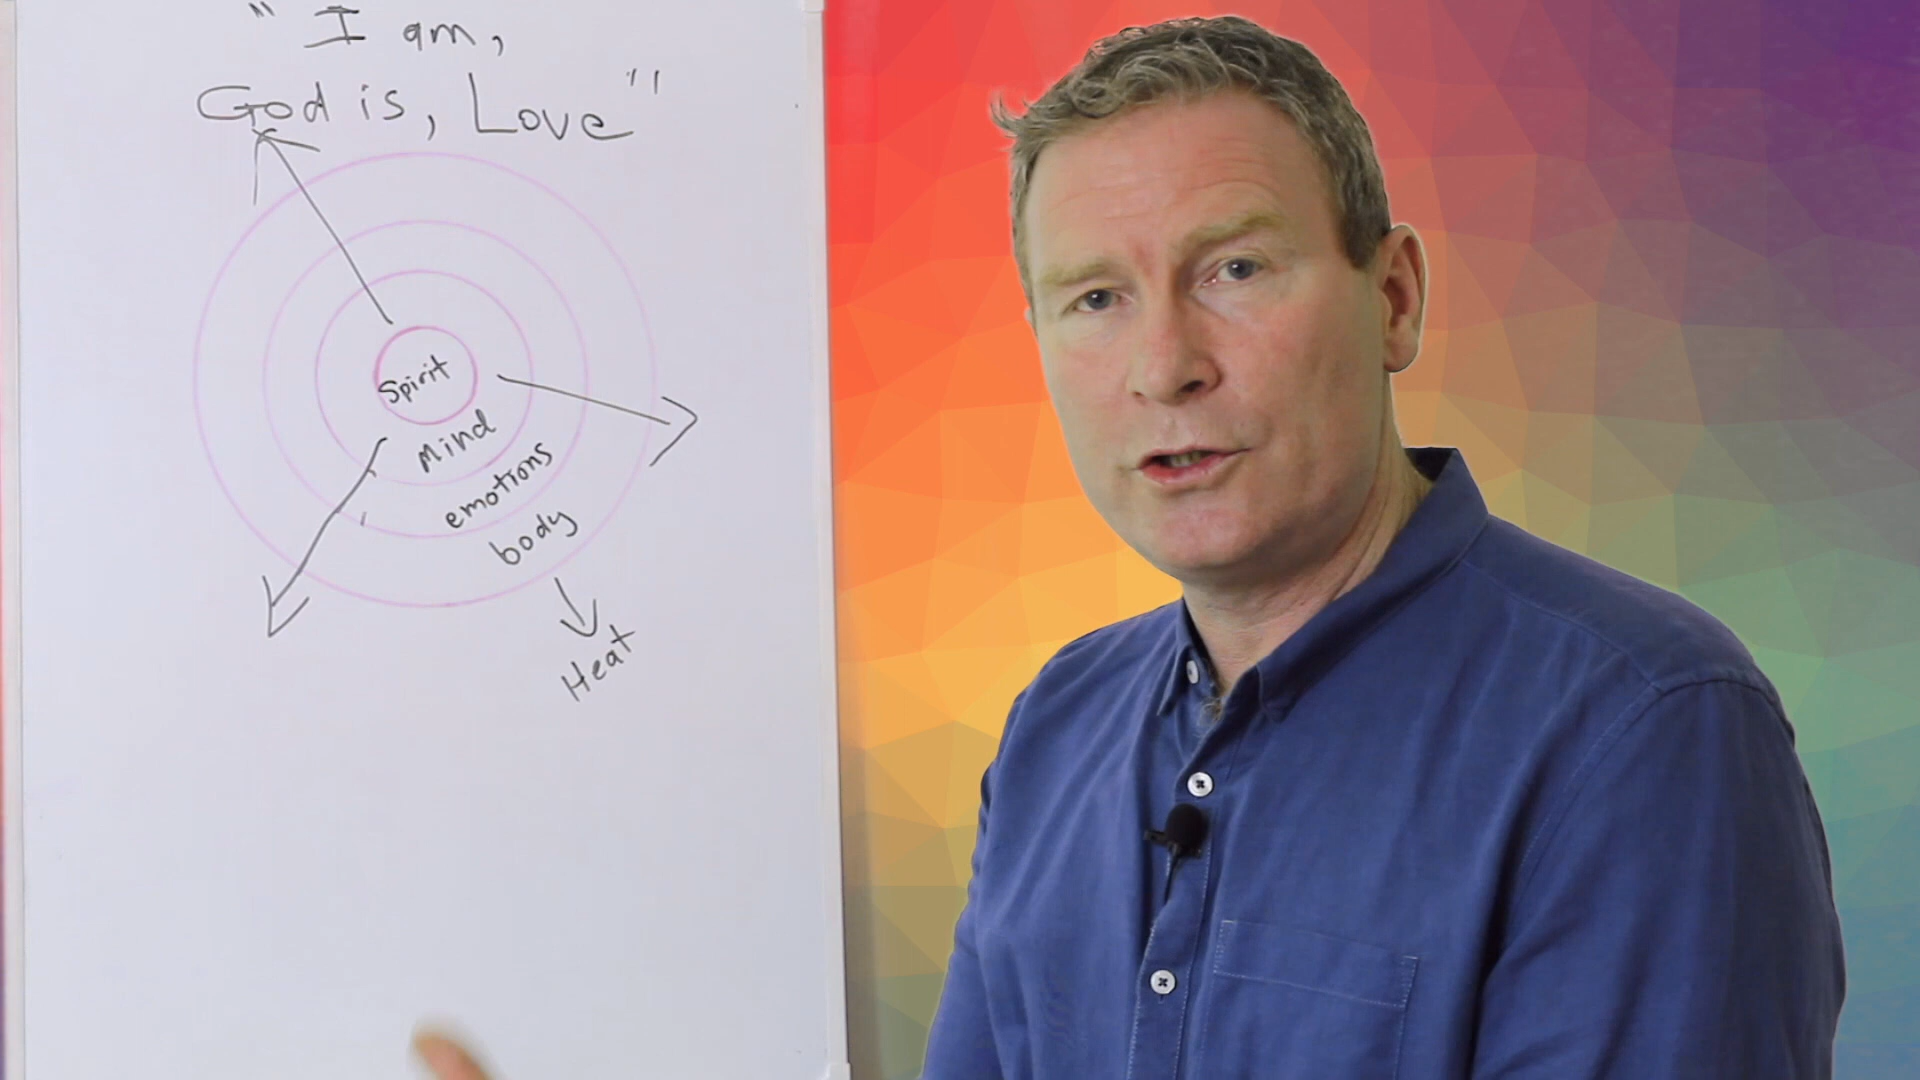 "I am,
God is, Love"
Spirit
Mind
emotions
body
Heat